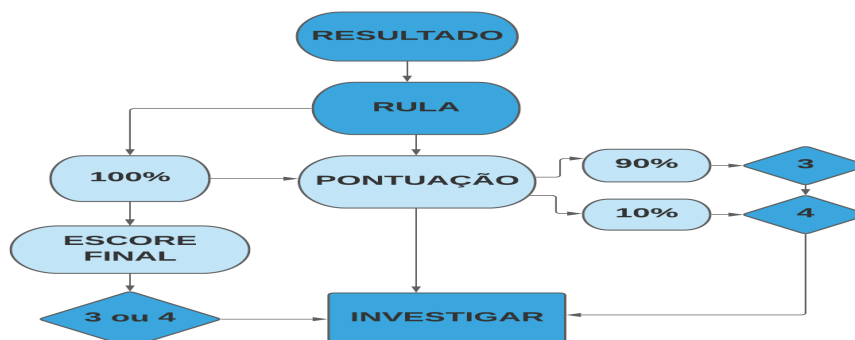 RESULTADO
RULA
100%
PONTUAÇÃO
90%
3
10%
4
ESCORE
FINAL
3 ou 4
INVESTIGAR